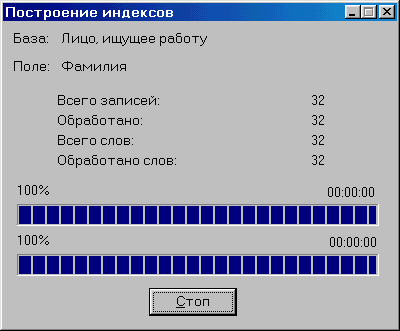 Построение индексов
База: Лицо, ищущее работу
Поле: Фамилия
Всего записей: 32
Обработано: 32
Всего слов: 32
Обработано слов: 32
100% 00:00:00
100% 00:00:00
Стоп